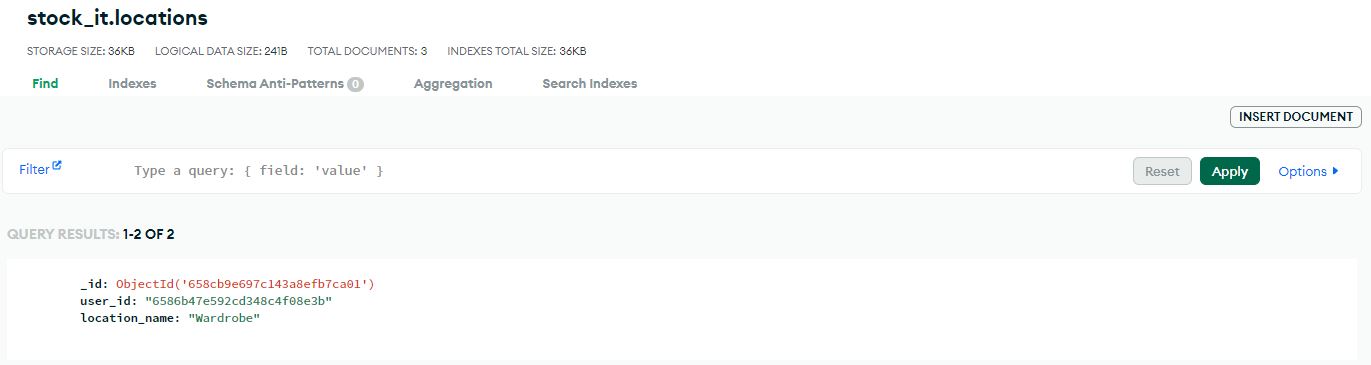 stock_it.locations
STORAGE SIZE: 36KB LOGICAL DATA SIZE: 241B TOTAL DOCUMENTS: 3 INDEXES TOTAL SIZE: 36KB
Find Indexes Schema Anti-Patterns 0 Aggregation Search Indexes
INSERT DOCUMENT
Filter Type a query: { field: 'value' } Reset Apply Options
QUERY RESULTS: 1-2 OF 2
_id: ObjectId('658cb9e697c143a8efb7ca01')
user_id: "6586b47e592cd348c4f08e3b"
location_name: "Wardrobe"